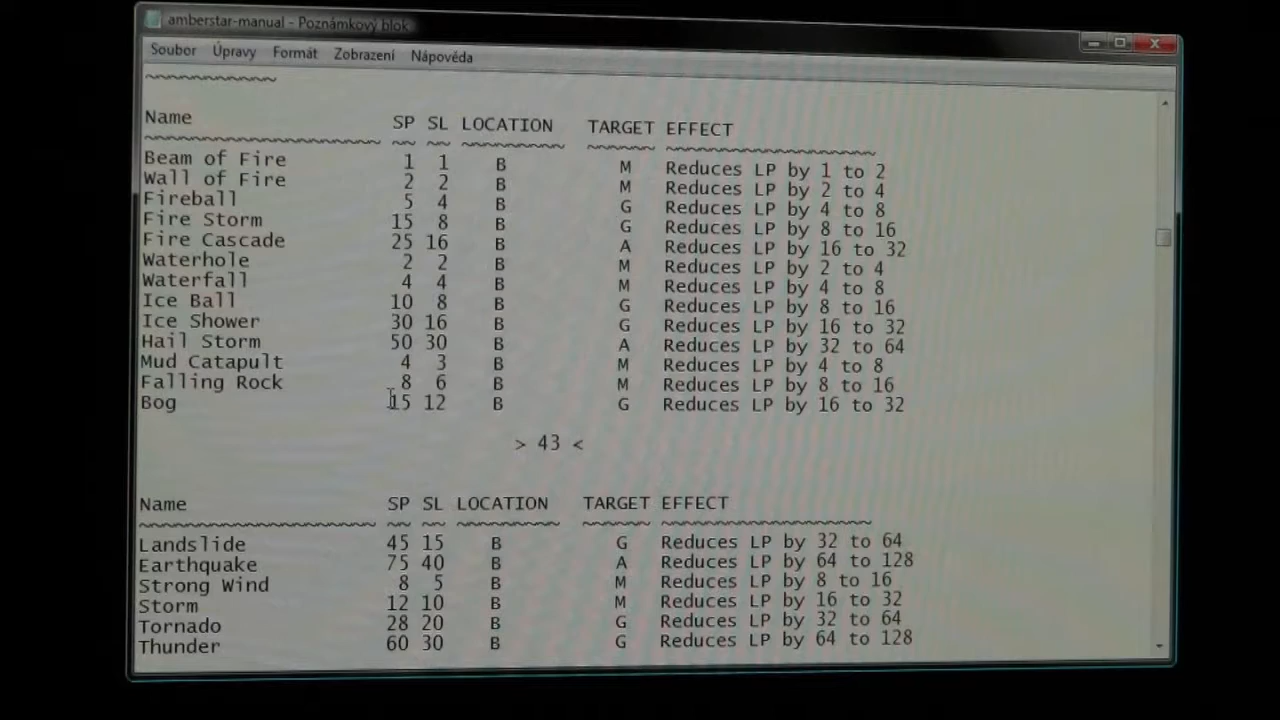 amberstar-manual - Poznámkový blok
Soubor Úpravy Formát Zobrazení Nápověda
~~~~~~~~~~~
Name SP SL LOCATION TARGET EFFECT
~~~~~~~~~~~~~~~~~~~~ ~~ ~~ ~~~~~~~~~ ~~~~~~ ~~~~~~~~~~~~~~~~~~
Beam of Fire 1 1 B M Reduces LP by 1 to 2
Wall of Fire 2 2 B M Reduces LP by 2 to 4
Fireball 5 4 B G Reduces LP by 4 to 8
Fire Storm 15 8 B G Reduces LP by 8 to 16
Fire Cascade 25 16 B A Reduces LP by 16 to 32
Waterhole 2 2 B M Reduces LP by 2 to 4
Waterfall 4 4 B M Reduces LP by 4 to 8
Ice Ball 10 8 B G Reduces LP by 8 to 16
Ice Shower 30 16 B G Reduces LP by 16 to 32
Hail Storm 50 30 B A Reduces LP by 32 to 64
Mud Catapult 4 3 B M Reduces LP by 4 to 8
Falling Rock 8 6 B M Reduces LP by 8 to 16
Bog 15 12 B G Reduces LP by 16 to 32
> 43 <
Name SP SL LOCATION TARGET EFFECT
~~~~~~~~~~~~~~~~~~~~ ~~ ~~ ~~~~~~~~~ ~~~~~~ ~~~~~~~~~~~~~~~~~~
Landslide 45 15 B G Reduces LP by 32 to 64
Earthquake 75 40 B A Reduces LP by 64 to 128
Strong Wind 8 5 B M Reduces LP by 8 to 16
Storm 12 10 B M Reduces LP by 16 to 32
Tornado 28 20 B G Reduces LP by 32 to 64
Thunder 60 30 B G Reduces LP by 64 to 128